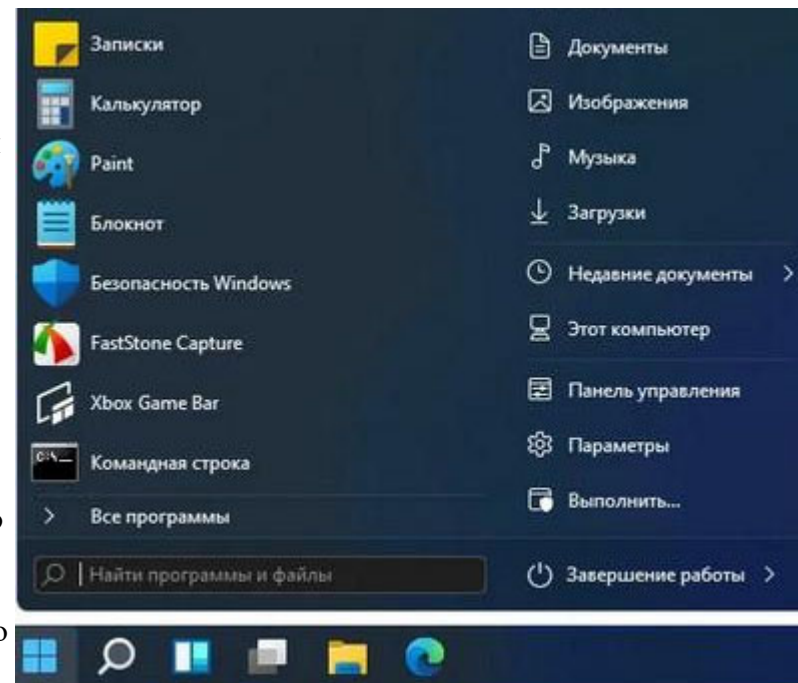 Записки
Калькулятор
Paint
Блокнот
Безопасность Windows
FastStone Capture
Xbox Game Bar
C:\_
Командная строка
Все программы
Найти программы и файлы
Документы
Изображения
Музыка
Загрузки
Недавние документы
Этот компьютер
Панель управления
Параметры
Выполнить...
Завершение работы